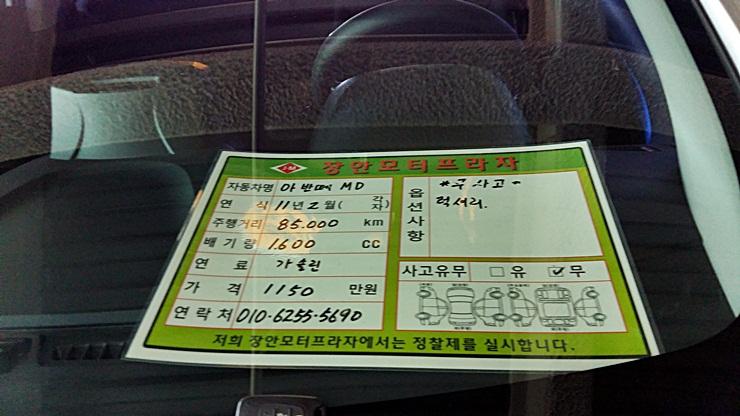 장안모터프라자
자동차명 아반떼 MD
연 식 11년 2월 ( 각자)
주행거리 85.000 km
배기량 1.600 CC
연 료 가솔린
가 격 1150 만원
연락처 010-6255-5690
옵션사항 *무사고~
럭셔리.
사고유무 유 무
저희 장안모터프라자에서는 정찰제를 실시합니다.